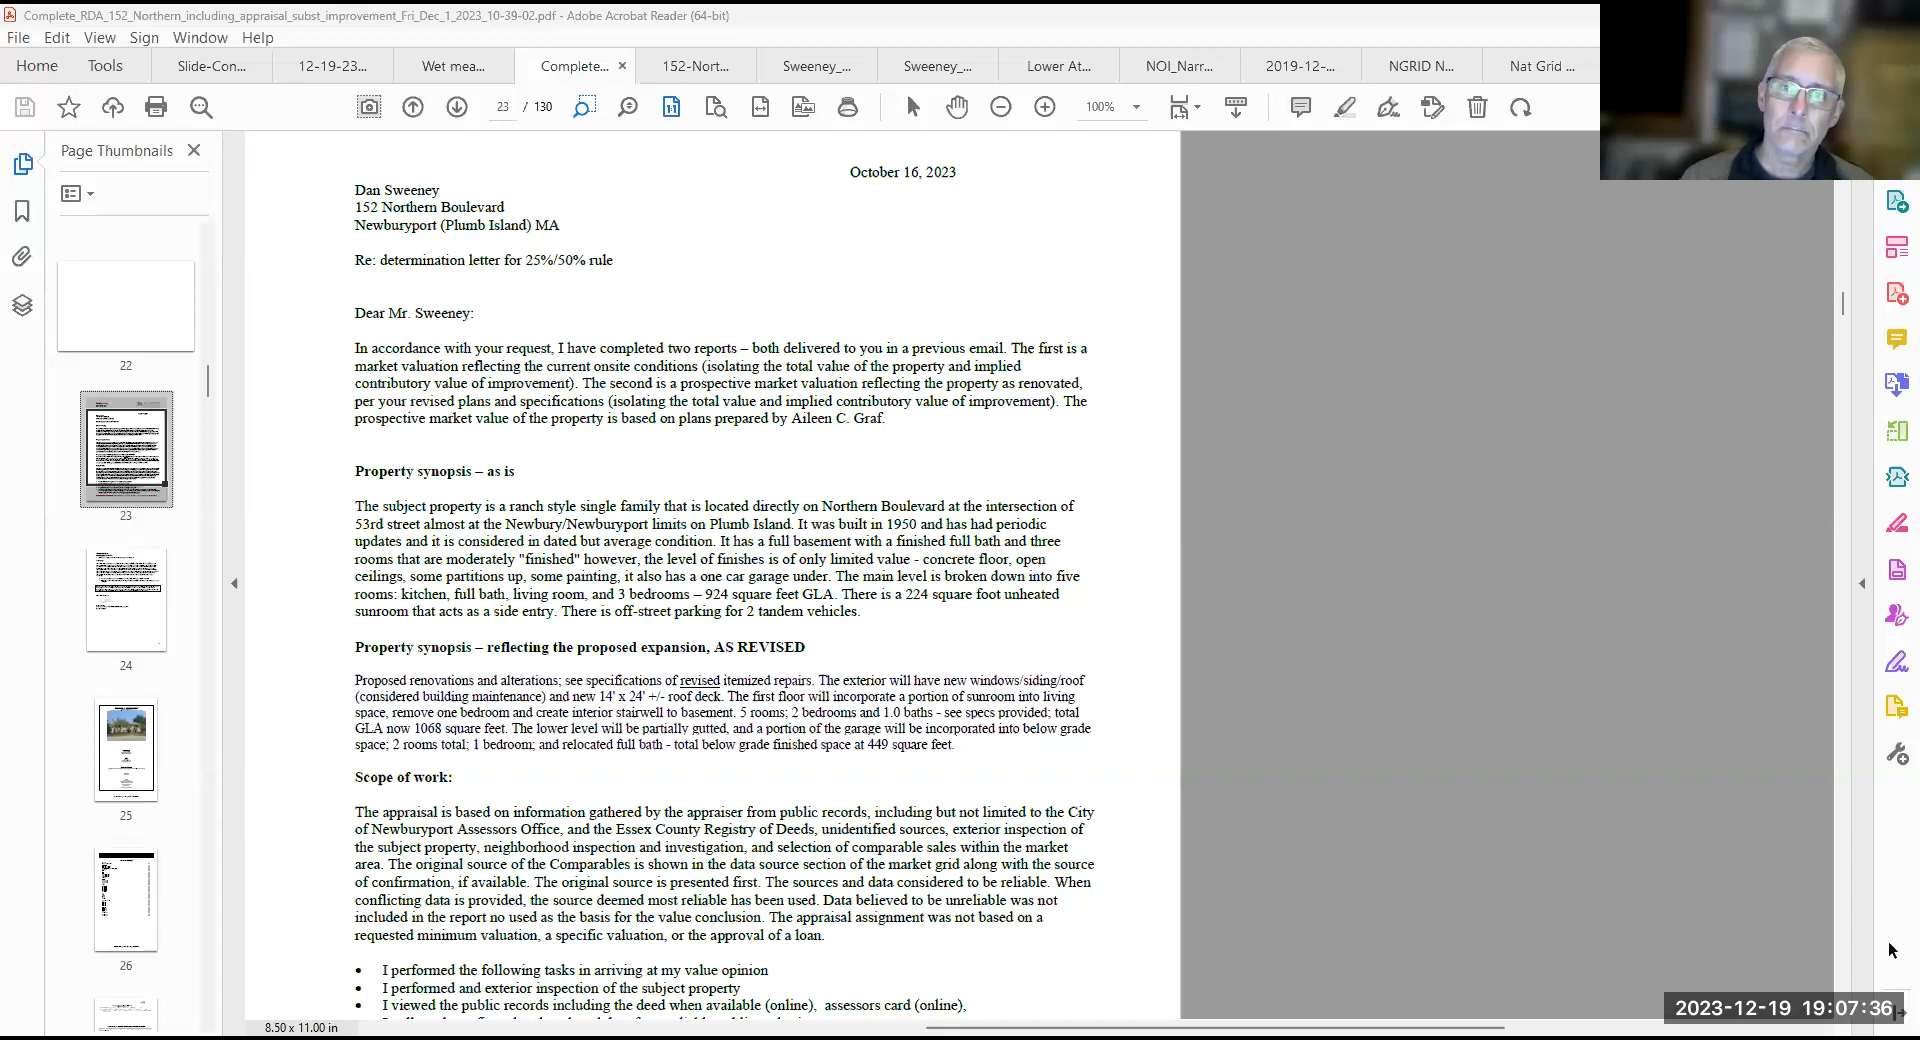 Complete_RDA_152_Northern_including_appraisal_subst_improvement_Fri_Dec_1_2023_10-39-02.pdf - Adobe Acrobat Reader (64-bit)
File Edit View Sign Window Help
Home Tools Slide-Con... 12-19-23... Wet mea... Complete... × 152-Nort... Sweeney_... Sweeney_... Lower At... NOI_Narr... 2019-12-... NGRID N... Nat Grid ...
23 / 130 100%
Page Thumbnails
22
23
24
25
26
October 16, 2023
Dan Sweeney
152 Northern Boulevard
Newburyport (Plumb Island) MA
Re: determination letter for 25%/50% rule
Dear Mr. Sweeney:
In accordance with your request, I have completed two reports – both delivered to you in a previous email. The first is a
market valuation reflecting the current onsite conditions (isolating the total value of the property and implied
contributory value of improvement). The second is a prospective market valuation reflecting the property as renovated,
per your revised plans and specifications (isolating the total value and implied contributory value of improvement). The
prospective market value of the property is based on plans prepared by Aileen C. Graf.
Property synopsis – as is
The subject property is a ranch style single family that is located directly on Northern Boulevard at the intersection of
53rd street almost at the Newbury/Newburyport limits on Plumb Island. It was built in 1950 and has had periodic
updates and it is considered in dated but average condition. It has a full basement with a finished full bath and three
rooms that are moderately "finished" however, the level of finishes is of only limited value - concrete floor, open
ceilings, some partitions up, some painting, it also has a one car garage under. The main level is broken down into five
rooms: kitchen, full bath, living room, and 3 bedrooms – 924 square feet GLA. There is a 224 square foot unheated
sunroom that acts as a side entry. There is off-street parking for 2 tandem vehicles.
Property synopsis – reflecting the proposed expansion, AS REVISED
Proposed renovations and alterations; see specifications of revised itemized repairs. The exterior will have new windows/siding/roof
(considered building maintenance) and new 14' x 24' +/- roof deck. The first floor will incorporate a portion of sunroom into living
space, remove one bedroom and create interior stairwell to basement. 5 rooms; 2 bedrooms and 1.0 baths - see specs provided; total
GLA now 1068 square feet. The lower level will be partially gutted, and a portion of the garage will be incorporated into below grade
space; 2 rooms total; 1 bedroom; and relocated full bath - total below grade finished space at 449 square feet.
Scope of work:
The appraisal is based on information gathered by the appraiser from public records, including but not limited to the City
of Newburyport Assessors Office, and the Essex County Registry of Deeds, unidentified sources, exterior inspection of
the subject property, neighborhood inspection and investigation, and selection of comparable sales within the market
area. The original source of the Comparables is shown in the data source section of the market grid along with the source
of confirmation, if available. The original source is presented first. The sources and data considered to be reliable. When
conflicting data is provided, the source deemed most reliable has been used. Data believed to be unreliable was not
included in the report no used as the basis for the value conclusion. The appraisal assignment was not based on a
requested minimum valuation, a specific valuation, or the approval of a loan.
• I performed the following tasks in arriving at my value opinion
• I performed and exterior inspection of the subject property
• I viewed the public records including the deed when available (online), assessors card (online),
8.50 x 11.00 in
2023-12-19 19:07:36